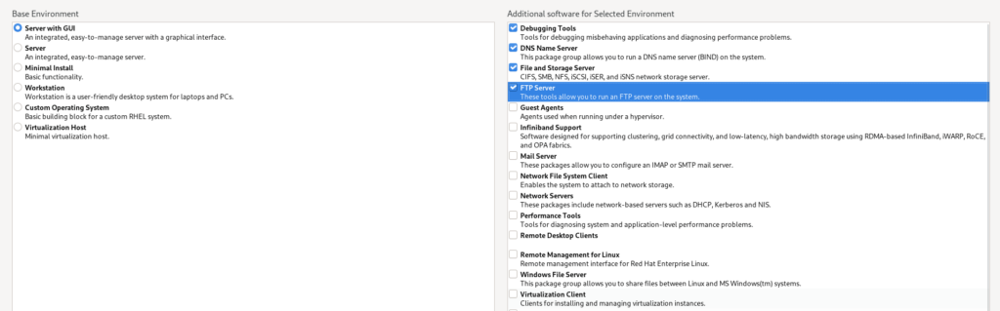 Base Environment
Server with GUI
An integrated, easy-to-manage server with a graphical interface.
Server
An integrated, easy-to-manage server.
Minimal Install
Basic functionality.
Workstation
Workstation is a user-friendly desktop system for laptops and PCs.
Custom Operating System
Basic building block for a custom RHEL system.
Virtualization Host
Minimal virtualization host.
Additional software for Selected Environment
Debugging Tools
Tools for debugging misbehaving applications and diagnosing performance problems.
DNS Name Server
This package group allows you to run a DNS name server (BIND) on the system.
File and Storage Server
CIFS, SMB, NFS, iSCSI, iSER, and iSNS network storage server.
FTP Server
These tools allow you to run an FTP server on the system.
Guest Agents
Agents used when running under a hypervisor.
Infiniband Support
Software designed for supporting clustering, grid connectivity, and low-latency, high bandwidth storage using RDMA-based InfiniBand, iWARP, RoCE,
and OPA fabrics.
Mail Server
These packages allow you to configure an IMAP or SMTP mail server.
Network File System Client
Enables the system to attach to network storage.
Network Servers
These packages include network-based servers such as DHCP, Kerberos and NIS.
Performance Tools
Tools for diagnosing system and application-level performance problems.
Remote Desktop Clients
Remote Management for Linux
Remote management interface for Red Hat Enterprise Linux.
Windows File Server
This package group allows you to share files between Linux and MS Windows(tm) systems.
Virtualization Client
Clients for installing and managing virtualization instances.